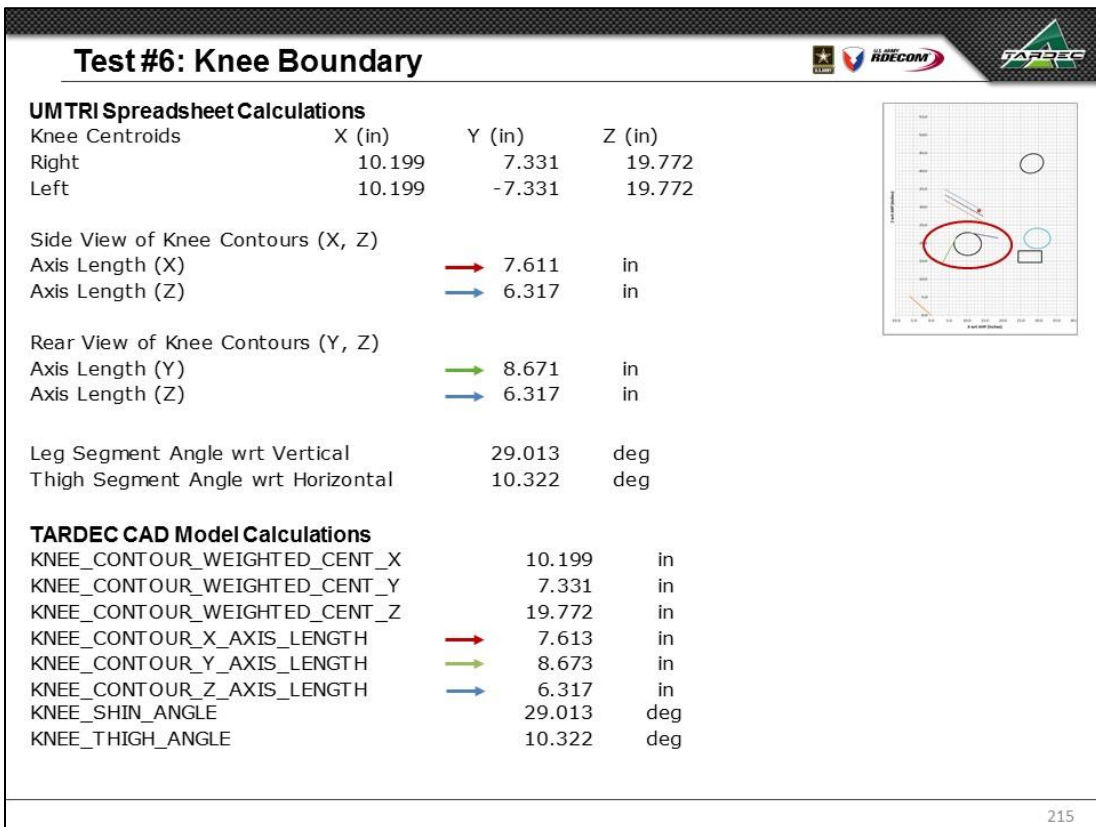 Test #6: Knee Boundary
U.S. ARMY
RDECOM
TARDEC
UMTRI Spreadsheet Calculations
Knee Centroids X (in) Y (in) Z (in)
Right 10.199 7.331 19.772
Left 10.199 -7.331 19.772
Side View of Knee Contours (X, Z)
Axis Length (X) 7.611 in
Axis Length (Z) 6.317 in
Rear View of Knee Contours (Y, Z)
Axis Length (Y) 8.671 in
Axis Length (Z) 6.317 in
Leg Segment Angle wrt Vertical 29.013 deg
Thigh Segment Angle wrt Horizontal 10.322 deg
TARDEC CAD Model Calculations
KNEE_CONTOUR_WEIGHTED_CENT_X 10.199 in
KNEE_CONTOUR_WEIGHTED_CENT_Y 7.331 in
KNEE_CONTOUR_WEIGHTED_CENT_Z 19.772 in
KNEE_CONTOUR_X_AXIS_LENGTH 7.613 in
KNEE_CONTOUR_Y_AXIS_LENGTH 8.673 in
KNEE_CONTOUR_Z_AXIS_LENGTH 6.317 in
KNEE_SHIN_ANGLE 29.013 deg
KNEE_THIGH_ANGLE 10.322 deg
215